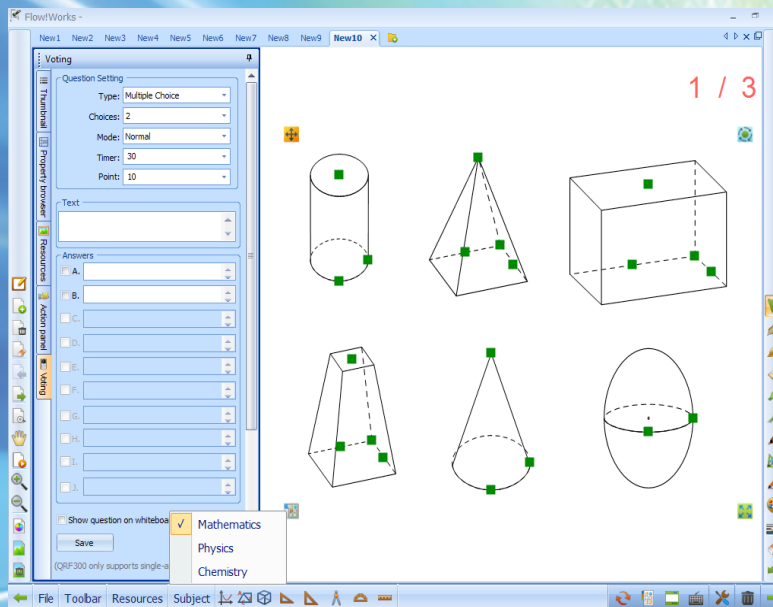 Flow!Works -
New1 New2 New3 New4 New5 New6 New7 New8 New9 New10
Voting
Thumbnail
Property browser
Resources
Action panel
Voting
Question Setting
Type: Multiple Choice
Choices: 2
Mode: Normal
Timer: 30
Point: 10
Text
Answers
A.
B.
C.
D.
E.
F.
G.
H.
I.
J.
Show question on whiteboa
Save
(QRF300 only supports single-a
1 / 3
✓ Mathematics
Physics
Chemistry
File Toolbar Resources Subject